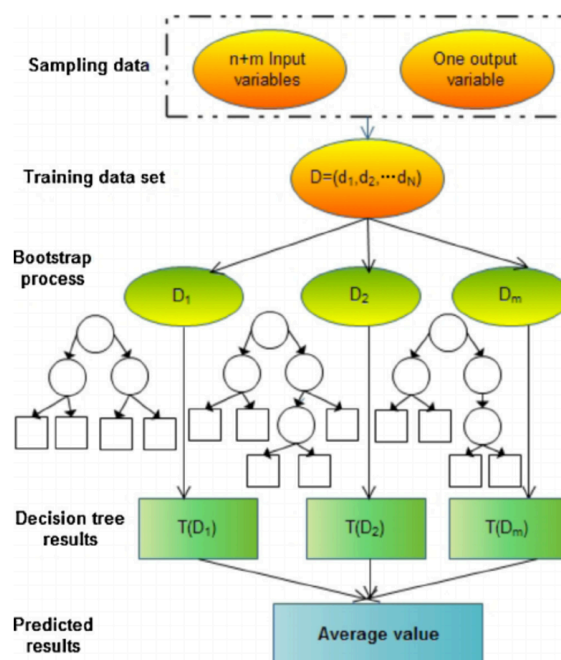 Sampling data
n+m Input
variables
One output
variable
Training data set
D=(d₁,d₂,···d_N)
Bootstrap
process
D₁
D₂
Dₘ
Decision tree
results
T(D₁)
T(D₂)
T(Dₘ)
Predicted
results
Average value